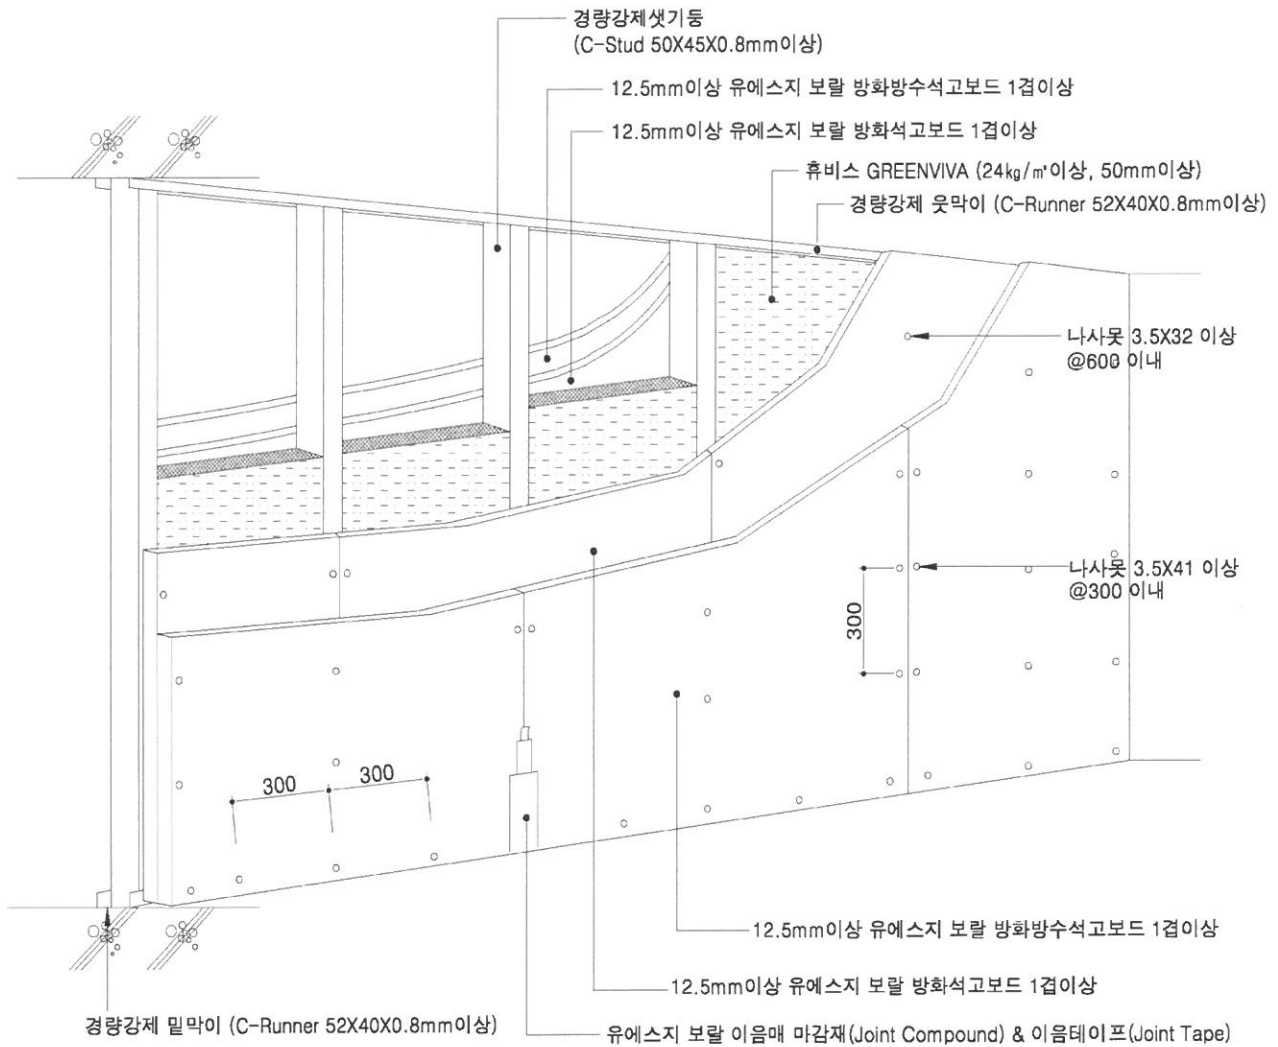 경량강제샛기둥
(C-Stud 50X45X0.8mm이상)
12.5mm이상 유에스지 보랄 방화방수석고보드 1겹이상
12.5mm이상 유에스지 보랄 방화석고보드 1겹이상
휴비스 GREENVIVA (24kg/㎥이상, 50mm이상)
경량강제 웃막이 (C-Runner 52X40X0.8mm이상)
나사못 3.5X32 이상
@600 이내
나사못 3.5X41 이상
@300 이내
300
300
300
12.5mm이상 유에스지 보랄 방화방수석고보드 1겹이상
12.5mm이상 유에스지 보랄 방화석고보드 1겹이상
경량강제 밑막이 (C-Runner 52X40X0.8mm이상)
유에스지 보랄 이음매 마감재(Joint Compound) & 이음테이프(Joint Tape)